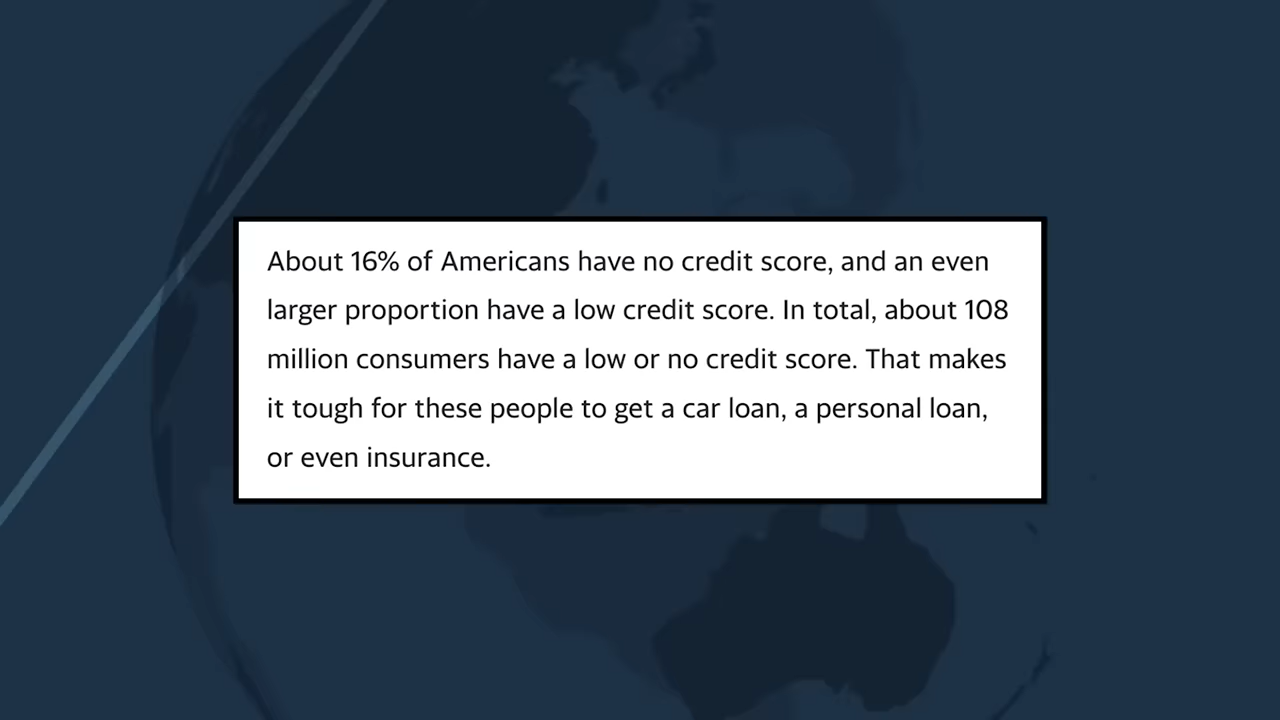 About 16% of Americans have no credit score, and an even
larger proportion have a low credit score. In total, about 108
million consumers have a low or no credit score. That makes
it tough for these people to get a car loan, a personal loan,
or even insurance.